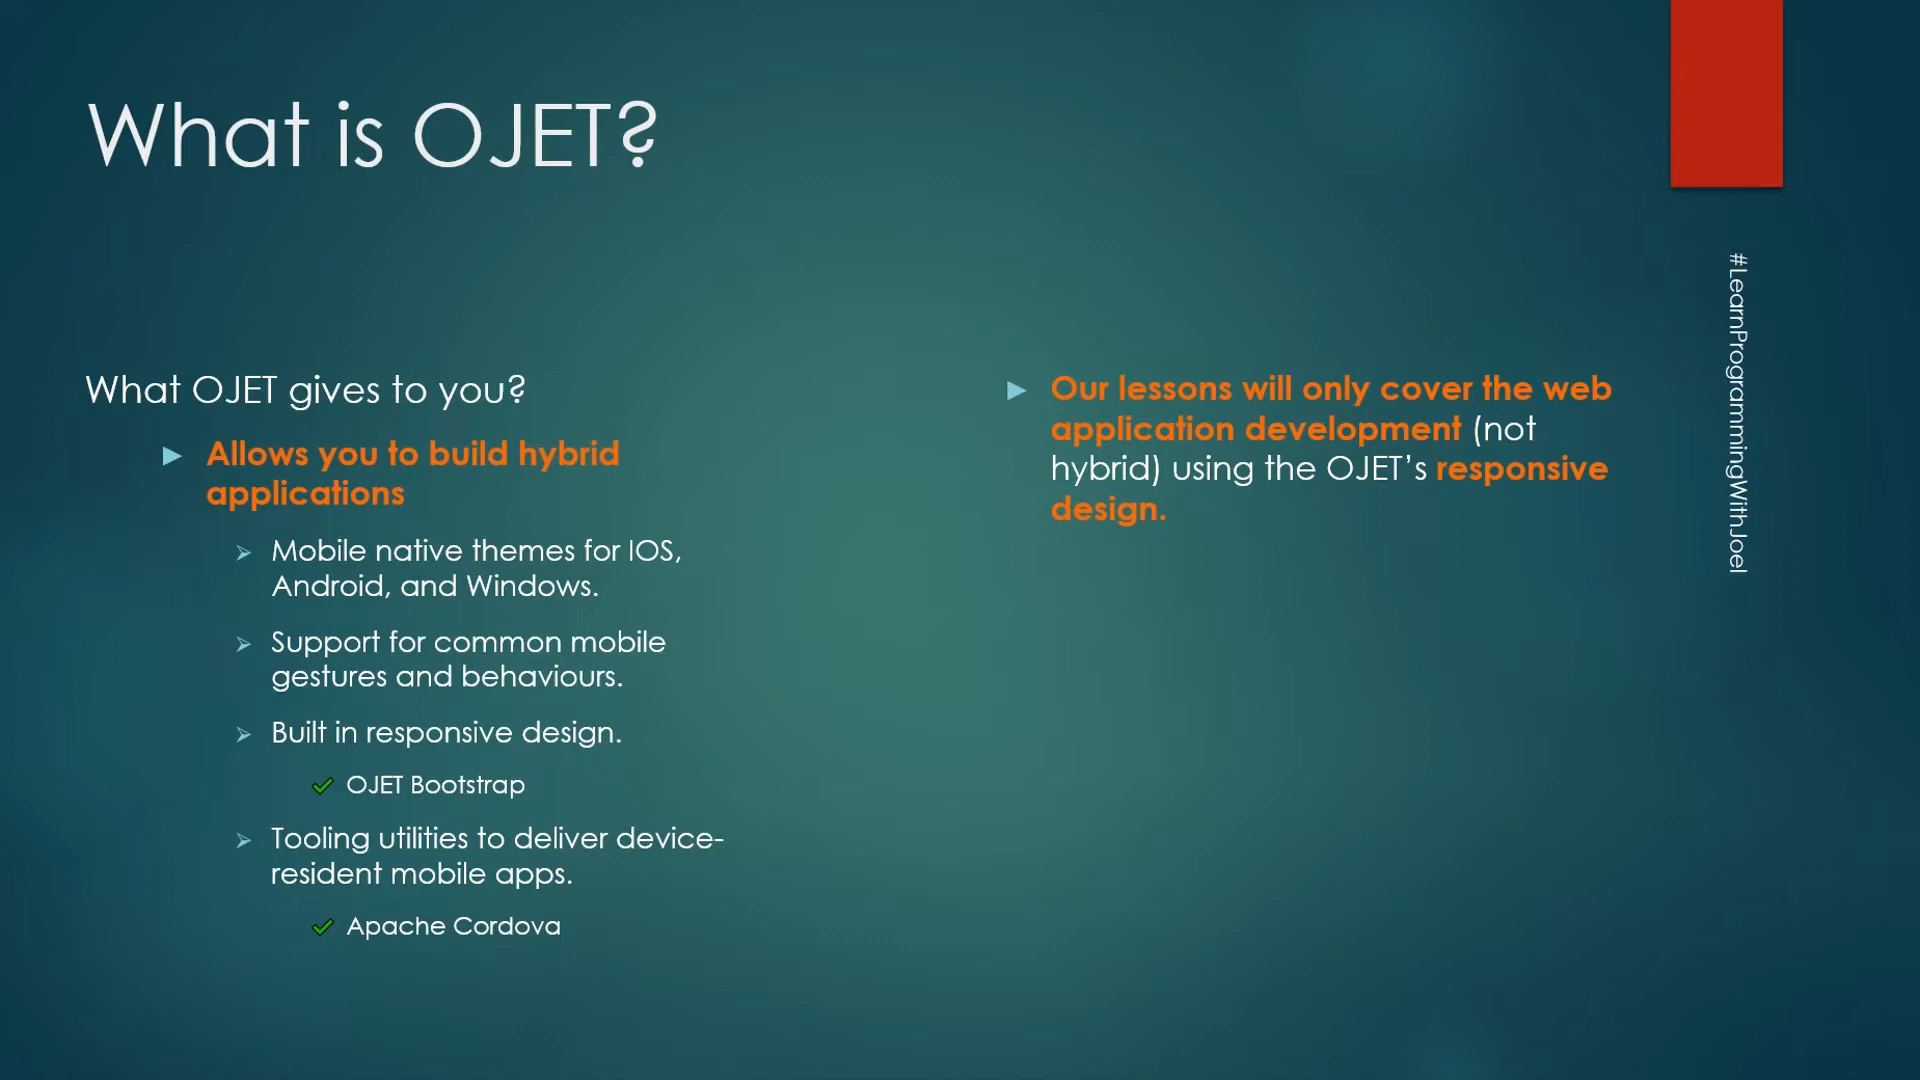 What is OJET?
What OJET gives to you?
Allows you to build hybrid
applications
Mobile native themes for IOS,
Android, and Windows.
Support for common mobile
gestures and behaviours.
Built in responsive design.
OJET Bootstrap
Tooling utilities to deliver device-
resident mobile apps.
Apache Cordova
Our lessons will only cover the web
application development (not
hybrid) using the OJET’s responsive
design.
#LearnProgrammingWithJoel